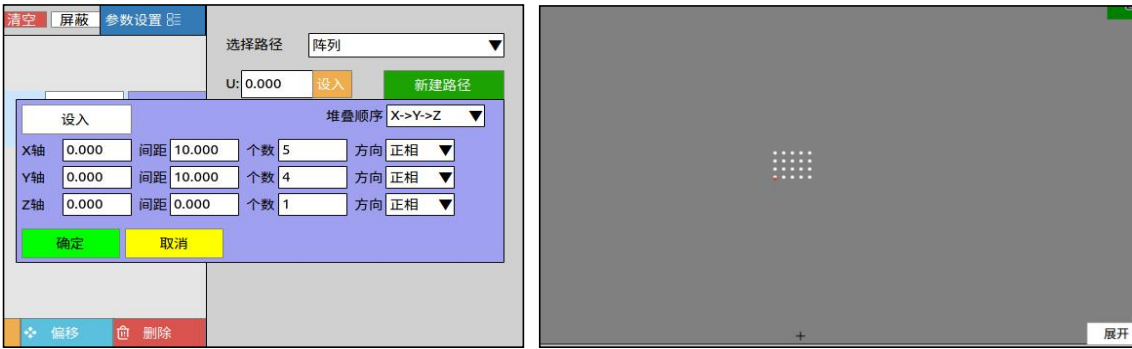 清空 屏蔽 参数设置
选择路径 阵列
U: 0.000 设入 新建路径
设入 堆叠顺序 X->Y->Z
X轴 0.000 间距 10.000 个数 5 方向 正相
Y轴 0.000 间距 10.000 个数 4 方向 正相
Z轴 0.000 间距 0.000 个数 1 方向 正相
确定 取消
偏移 删除
展开